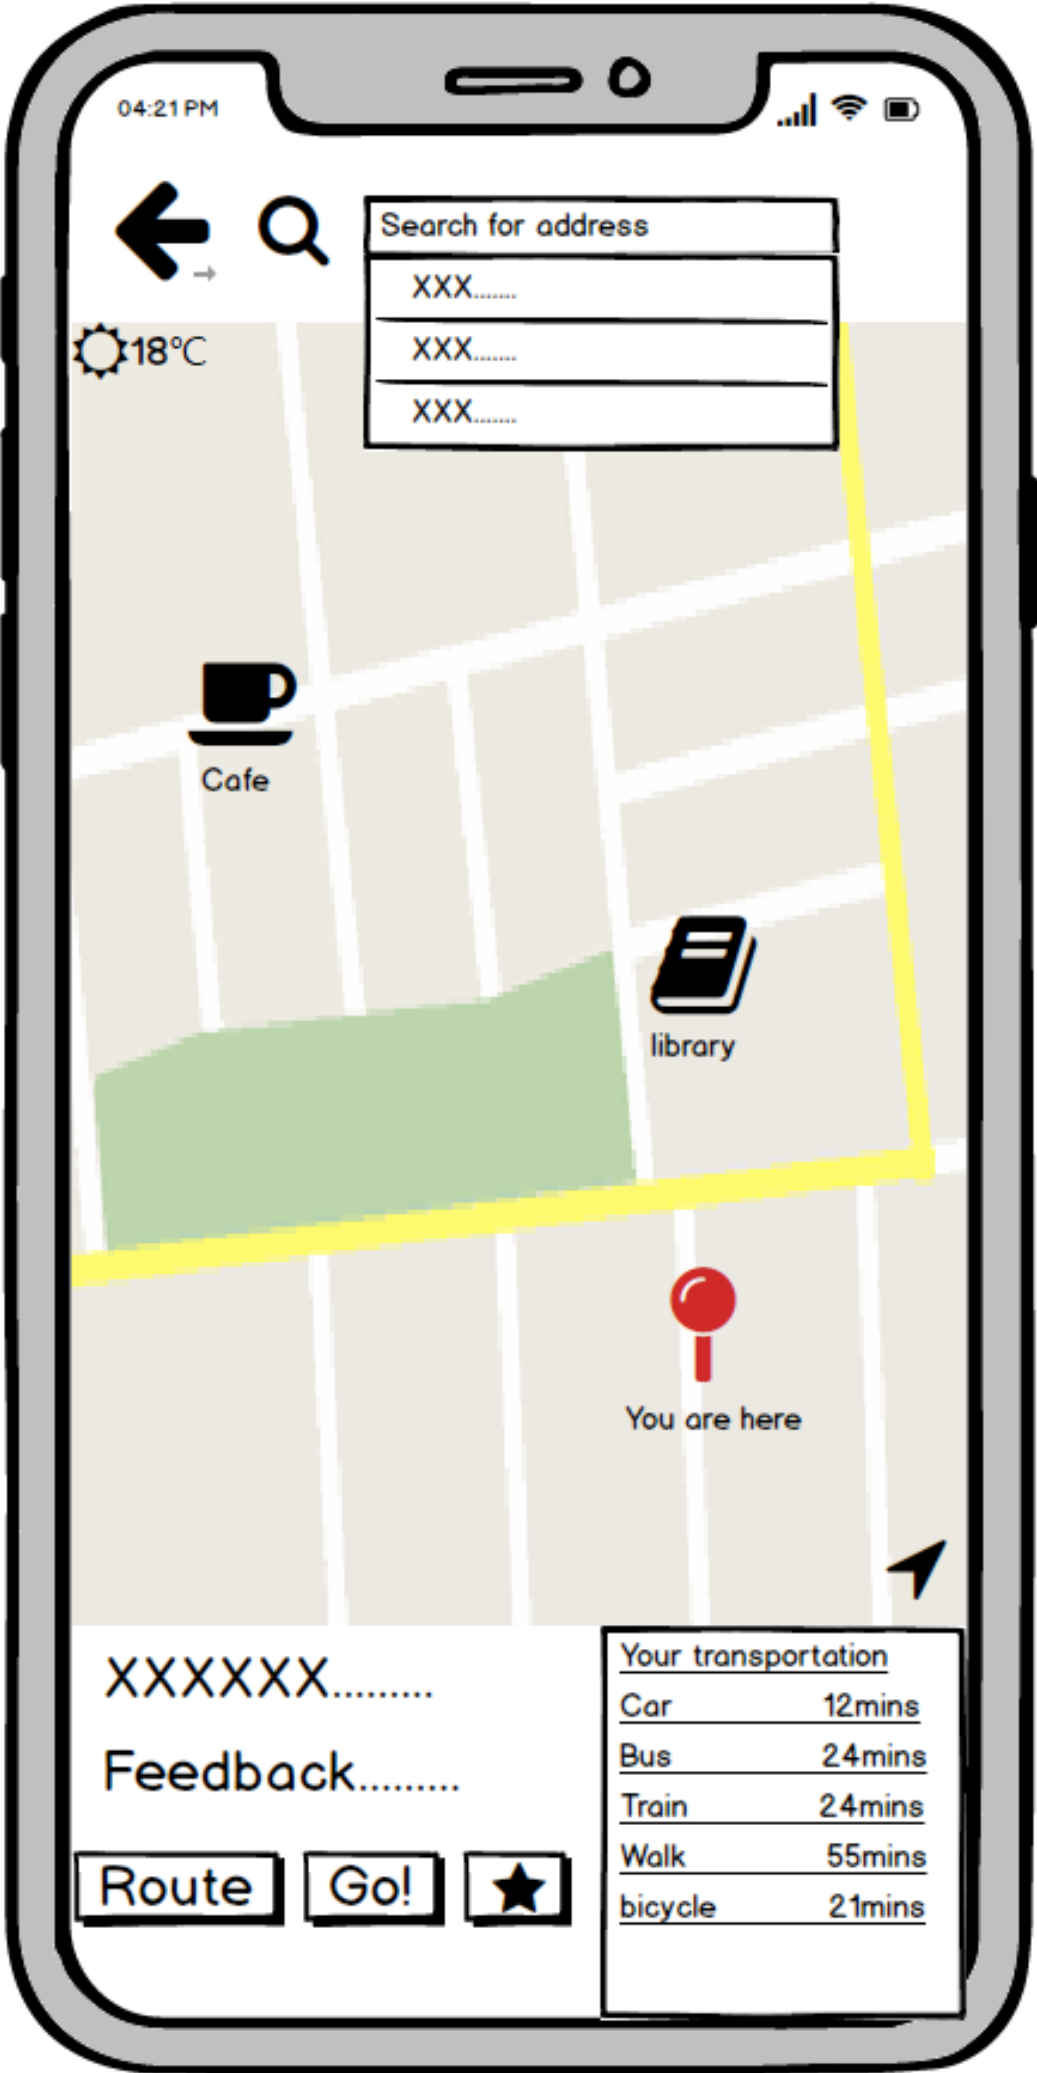 04:21 PM
Search for address
XXX.......
XXX.......
XXX.......
18°C
Cafe
library
You are here
XXXXXX.........
Feedback.........
Route
Go!
Your transportation
Car 12mins
Bus 24mins
Train 24mins
Walk 55mins
bicycle 21mins